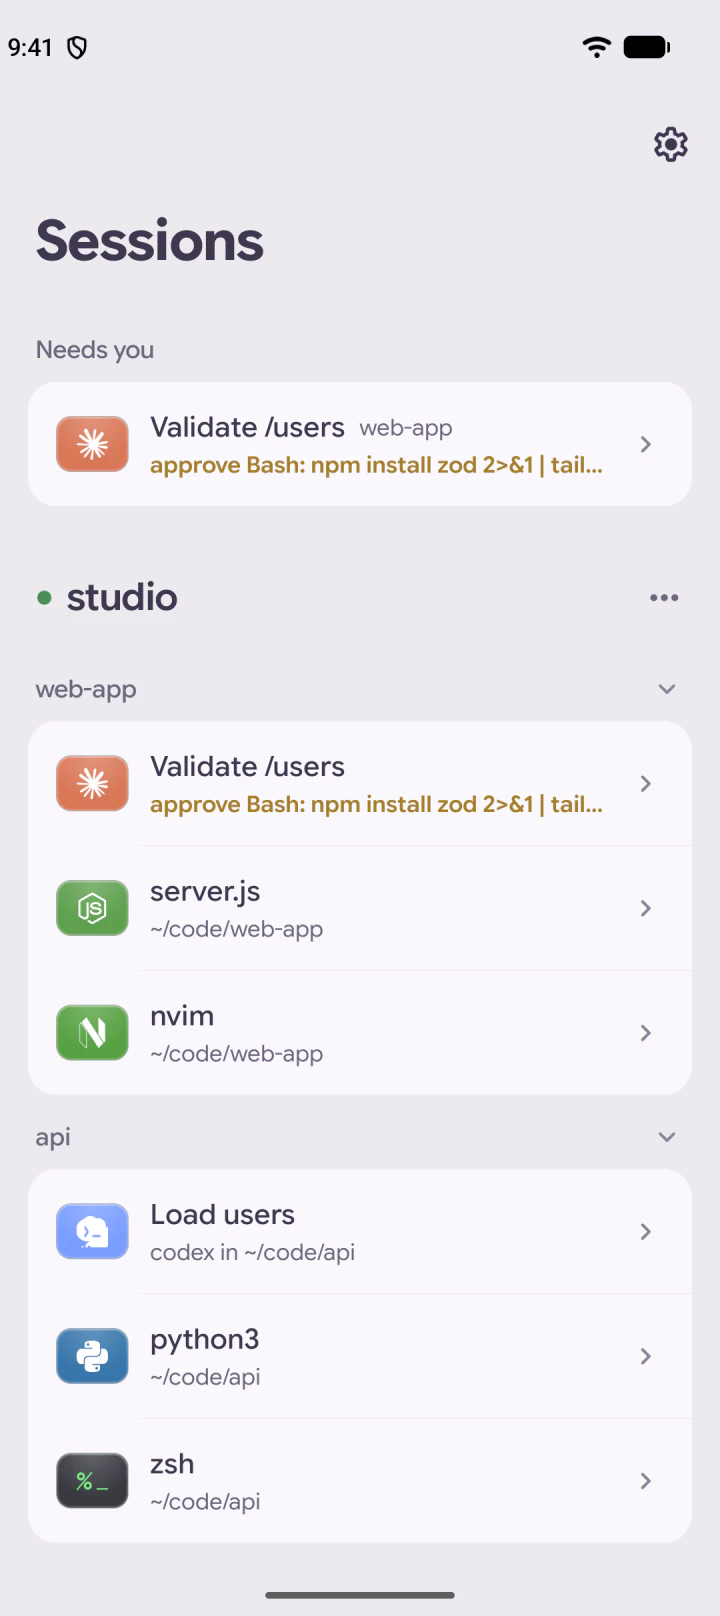 9:41
Sessions
Needs you
Validate /users web-app
approve Bash: npm install zod 2>&1 | tail...
studio
web-app
Validate /users
approve Bash: npm install zod 2>&1 | tail...
JS
server.js
~/code/web-app
nvim
~/code/web-app
api
Load users
codex in ~/code/api
python3
~/code/api
%_
zsh
~/code/api